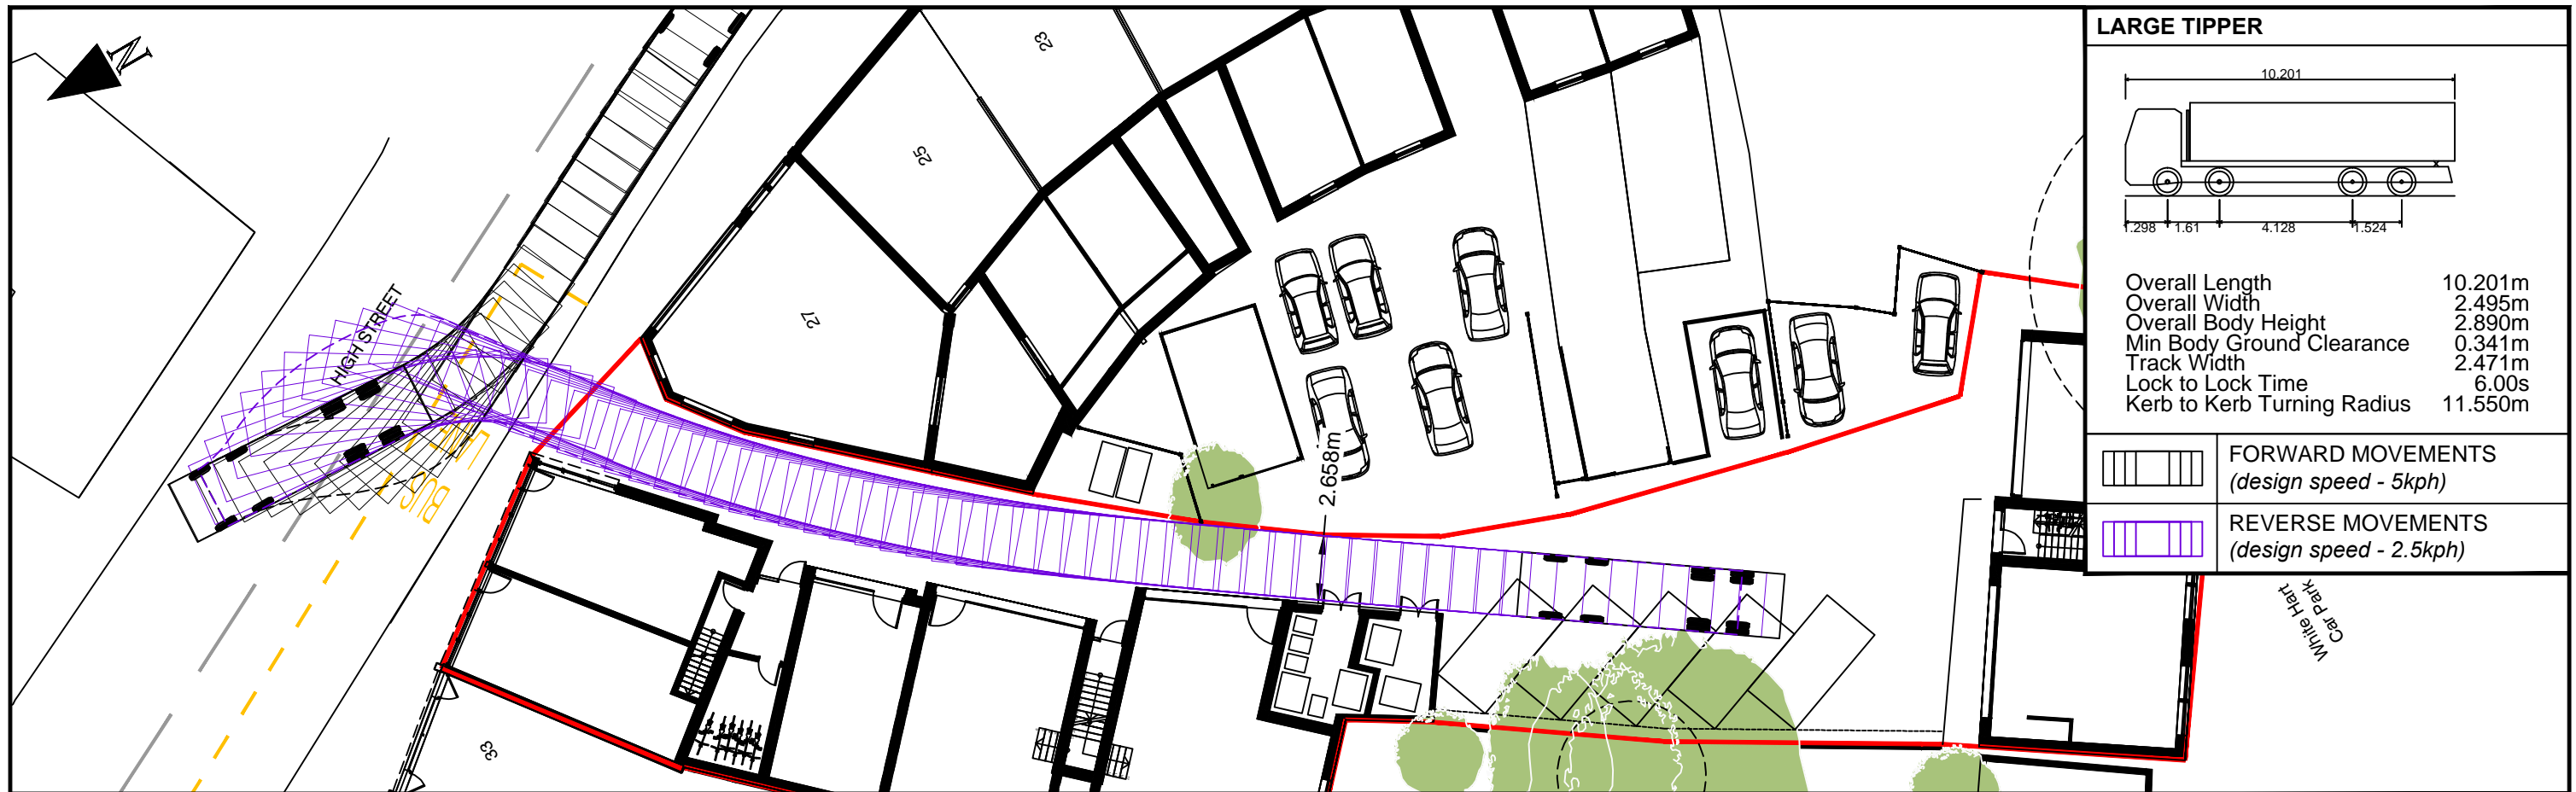 N
23
25
27
HIGH STREET
BUS
LANE
33
2.658m
White Hart
Car Park
LARGE TIPPER
10.201
1.298
1.61
4.128
1.524
Overall Length 10.201m
Overall Width 2.495m
Overall Body Height 2.890m
Min Body Ground Clearance 0.341m
Track Width 2.471m
Lock to Lock Time 6.00s
Kerb to Kerb Turning Radius 11.550m
FORWARD MOVEMENTS
(design speed - 5kph)
REVERSE MOVEMENTS
(design speed - 2.5kph)